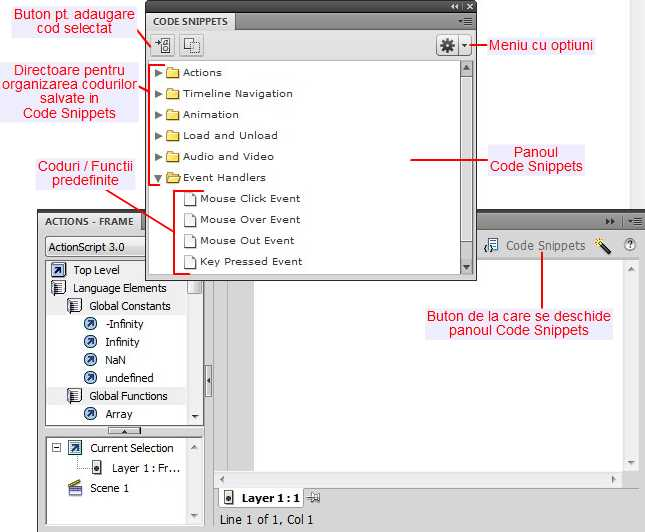 Buton pt. adaugare
cod selectat
CODE SNIPPETS
Meniu cu optiuni
Directoare pentru
organizarea codurilor
salvate in
Code Snippets
Actions
Timeline Navigation
Animation
Load and Unload
Audio and Video
Event Handlers
Panoul
Code Snippets
Coduri / Functii
predefinite
Mouse Click Event
Mouse Over Event
Mouse Out Event
Key Pressed Event
ACTIONS - FRAME
ActionScript 3.0
Code Snippets
Top Level
Language Elements
Global Constants
-Infinity
Infinity
NaN
undefined
Global Functions
Array
Buton de la care se deschide
panoul Code Snippets
Current Selection
Layer 1 : Fr...
Scene 1
Layer 1 : 1
Line 1 of 1, Col 1